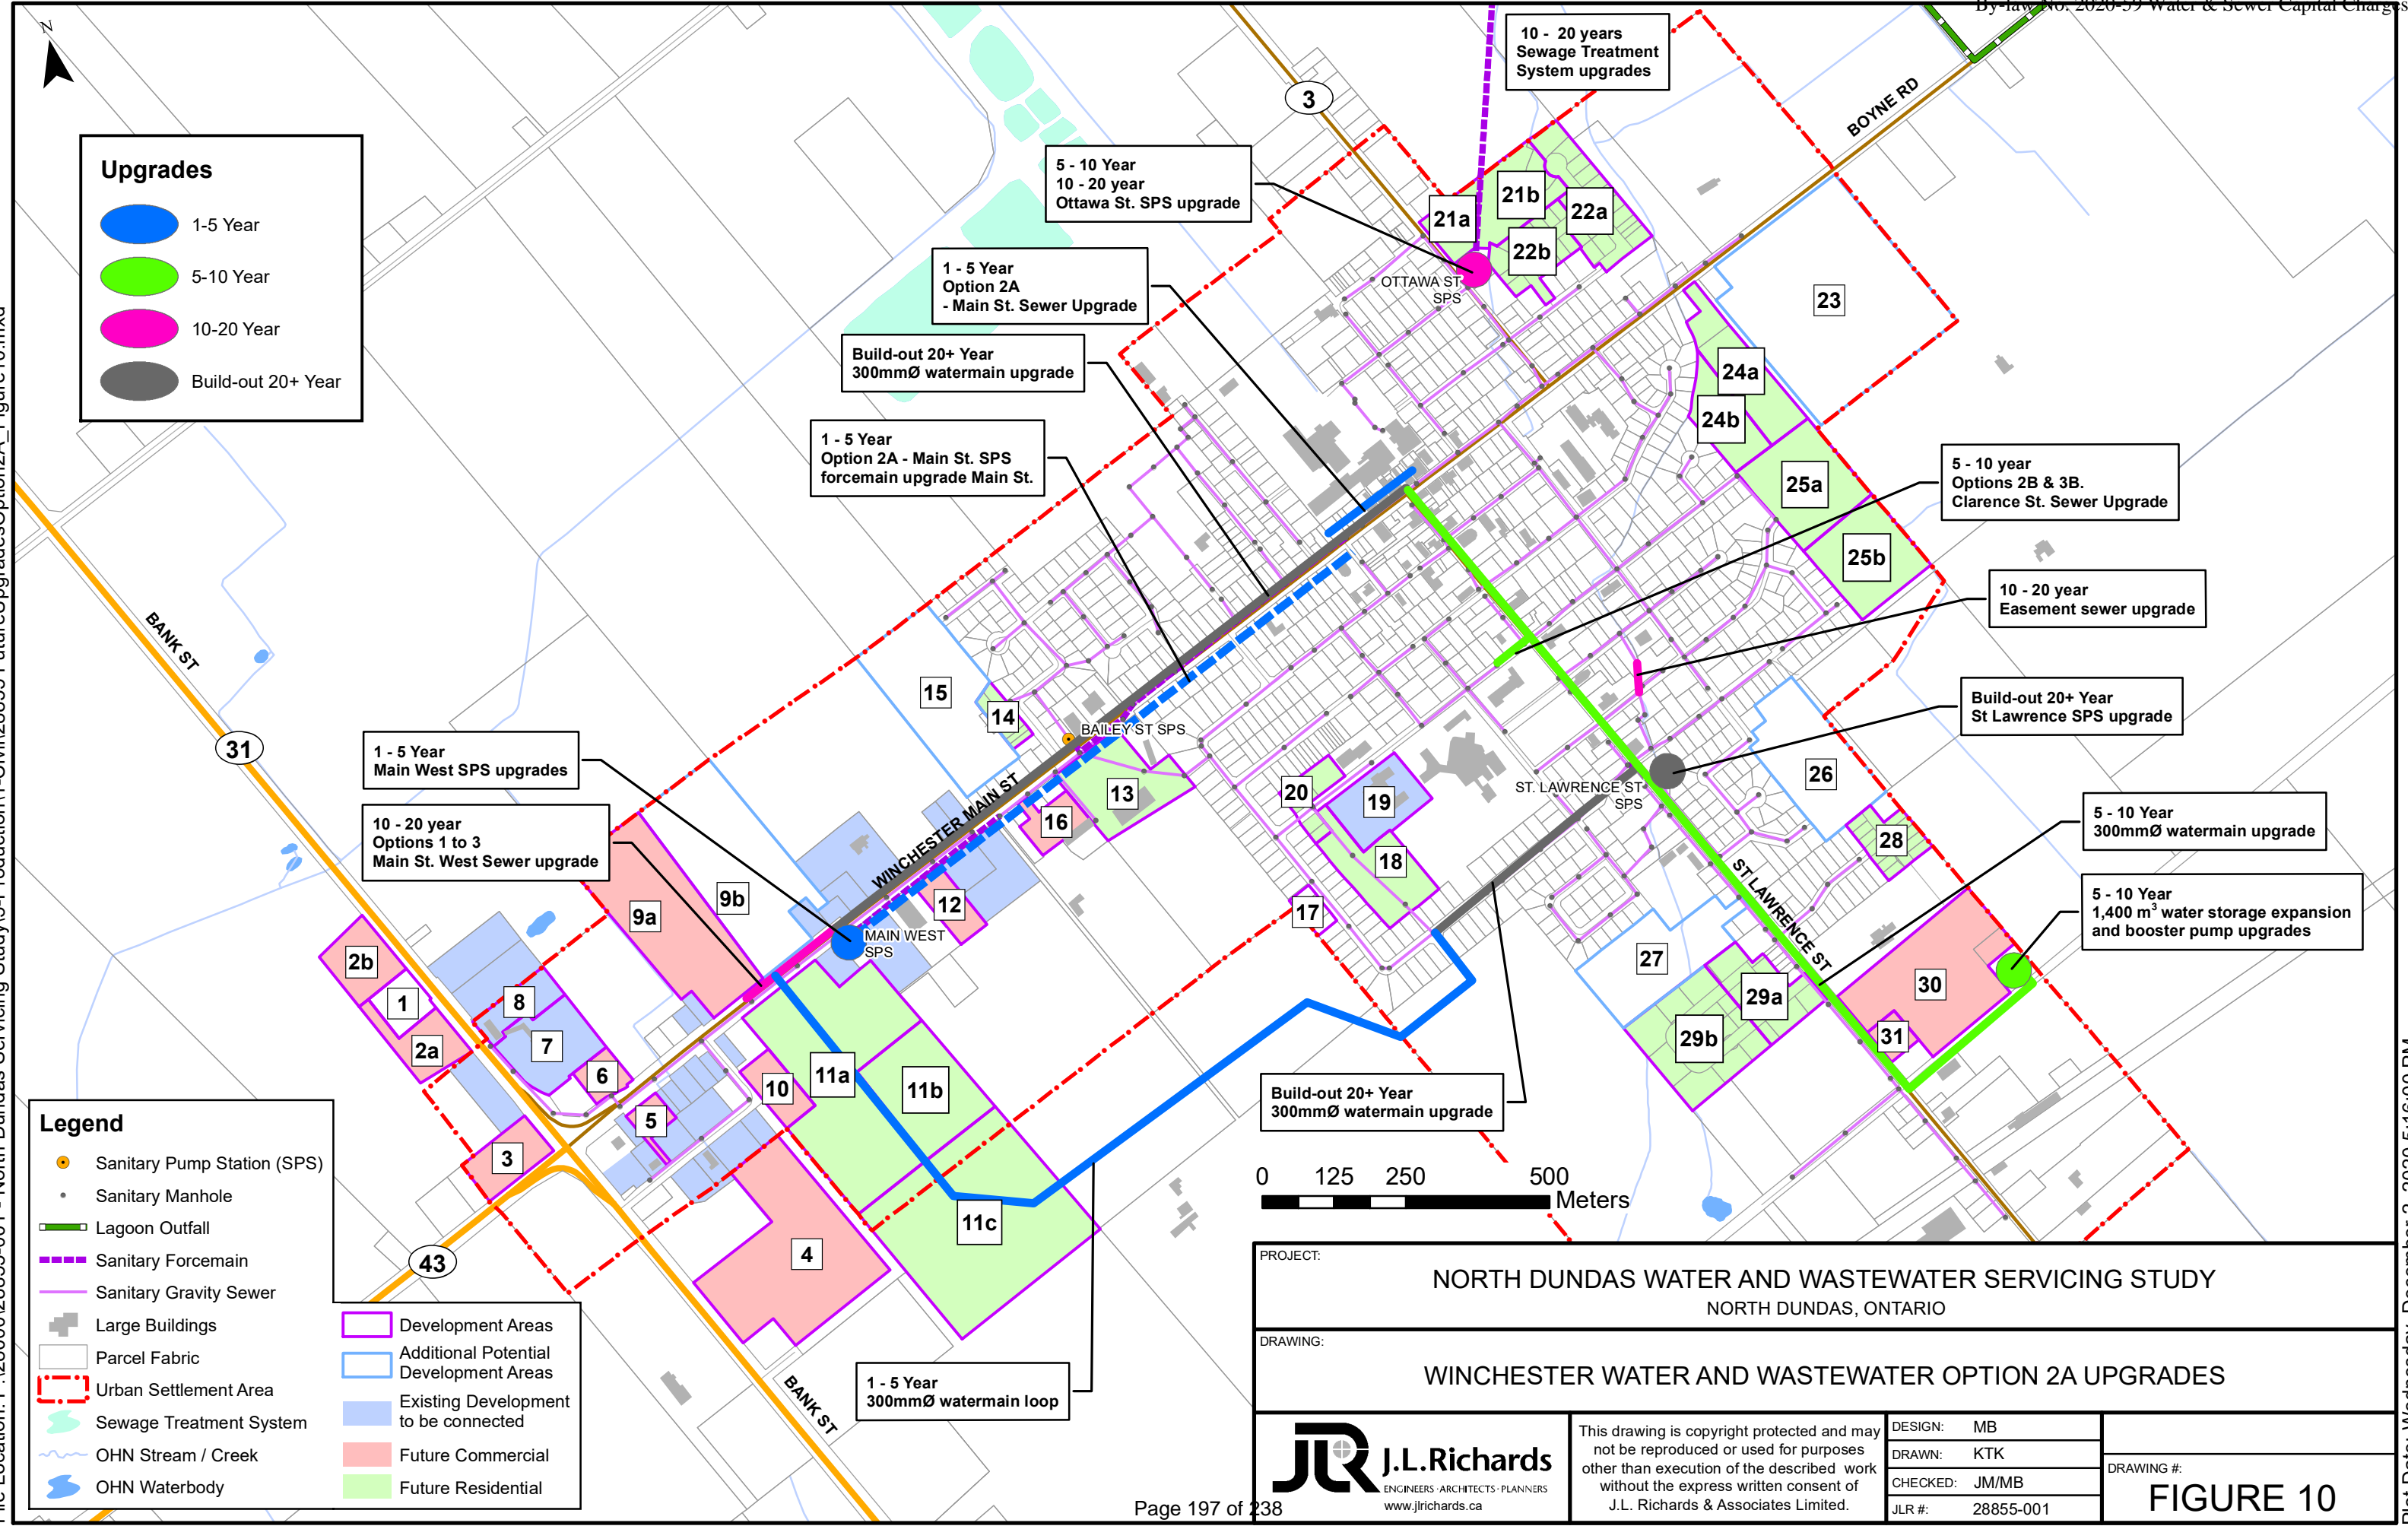 By-law No. 2020-59 Water & Sewer Capital Charges
N
Upgrades
1-5 Year
5-10 Year
10-20 Year
Build-out 20+ Year
10 - 20 years
Sewage Treatment
System upgrades
3
BOYNE RD
5 - 10 Year
10 - 20 year
Ottawa St. SPS upgrade
21a
21b
22a
22b
OTTAWA ST
SPS
23
1 - 5 Year
Option 2A
- Main St. Sewer Upgrade
Build-out 20+ Year
300mmØ watermain upgrade
24a
24b
1 - 5 Year
Option 2A - Main St. SPS
forcemain upgrade Main St.
25a
25b
5 - 10 year
Options 2B & 3B.
Clarence St. Sewer Upgrade
10 - 20 year
Easement sewer upgrade
Build-out 20+ Year
St Lawrence SPS upgrade
BANK ST
31
15
14
BAILEY ST SPS
13
16
WINCHESTER MAIN ST
1 - 5 Year
Main West SPS upgrades
10 - 20 year
Options 1 to 3
Main St. West Sewer upgrade
9a
9b
12
MAIN WEST
SPS
20
19
18
17
ST. LAWRENCE ST
SPS
26
28
5 - 10 Year
300mmØ watermain upgrade
5 - 10 Year
1,400 m³ water storage expansion
and booster pump upgrades
ST LAWRENCE ST
27
29a
29b
30
31
2b
1
2a
8
7
6
5
3
10
11a
11b
11c
4
43
BANK ST
Build-out 20+ Year
300mmØ watermain upgrade
1 - 5 Year
300mmØ watermain loop
0 125 250 500
Meters
Legend
Sanitary Pump Station (SPS)
Sanitary Manhole
Lagoon Outfall
Sanitary Forcemain
Sanitary Gravity Sewer
Large Buildings
Parcel Fabric
Urban Settlement Area
Sewage Treatment System
OHN Stream / Creek
OHN Waterbody
Development Areas
Additional Potential
Development Areas
Existing Development
to be connected
Future Commercial
Future Residential
PROJECT:
NORTH DUNDAS WATER AND WASTEWATER SERVICING STUDY
NORTH DUNDAS, ONTARIO
DRAWING:
WINCHESTER WATER AND WASTEWATER OPTION 2A UPGRADES
JLR J.L.Richards
ENGINEERS · ARCHITECTS · PLANNERS
www.jlrichards.ca
This drawing is copyright protected and may
not be reproduced or used for purposes
other than execution of the described work
without the express written consent of
J.L. Richards & Associates Limited.
DESIGN: MB
DRAWN: KTK
CHECKED: JM/MB
JLR #: 28855-001
DRAWING #:
FIGURE 10
Page 197 of 238